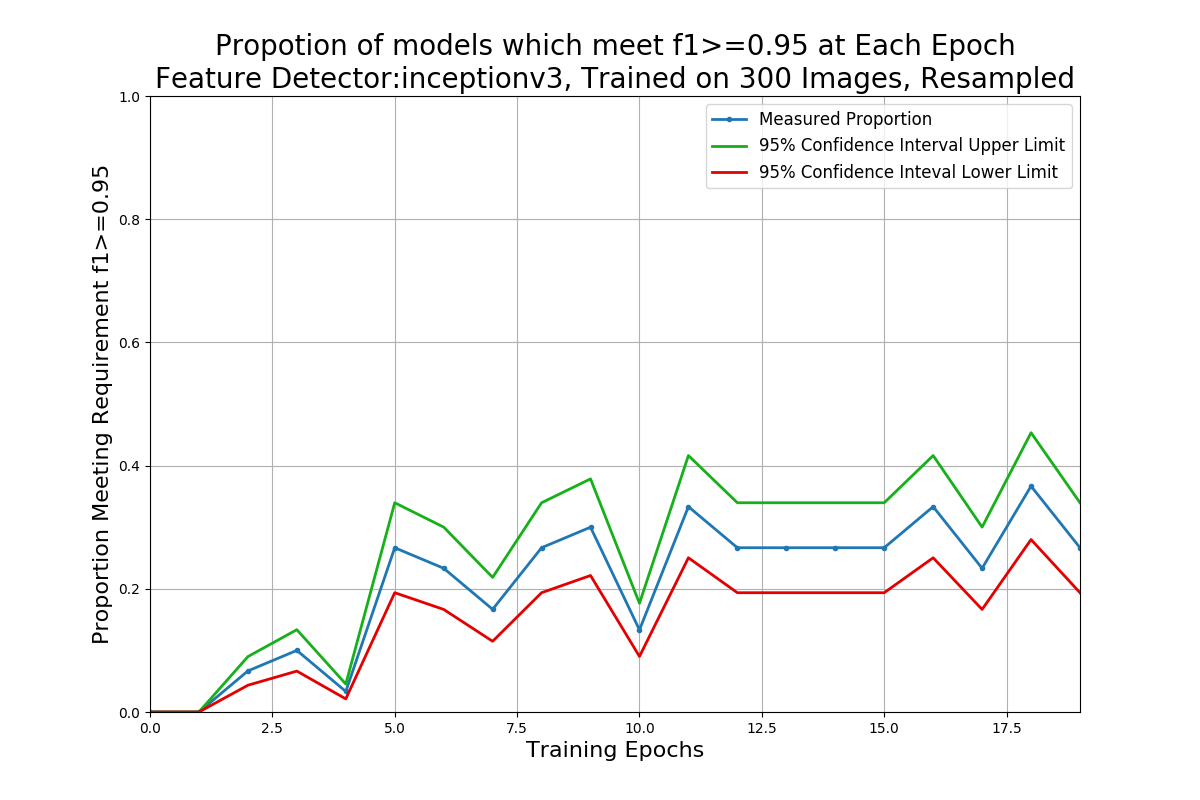 Propotion of models which meet f1>=0.95 at Each Epoch
Feature Detector:inceptionv3, Trained on 300 Images, Resampled
Measured Proportion
95% Confidence Interval Upper Limit
95% Confidence Inteval Lower Limit
Proportion Meeting Requirement f1>=0.95
1.0
0.8
0.6
0.4
0.2
0.0
0.0 2.5 5.0 7.5 10.0 12.5 15.0 17.5
Training Epochs